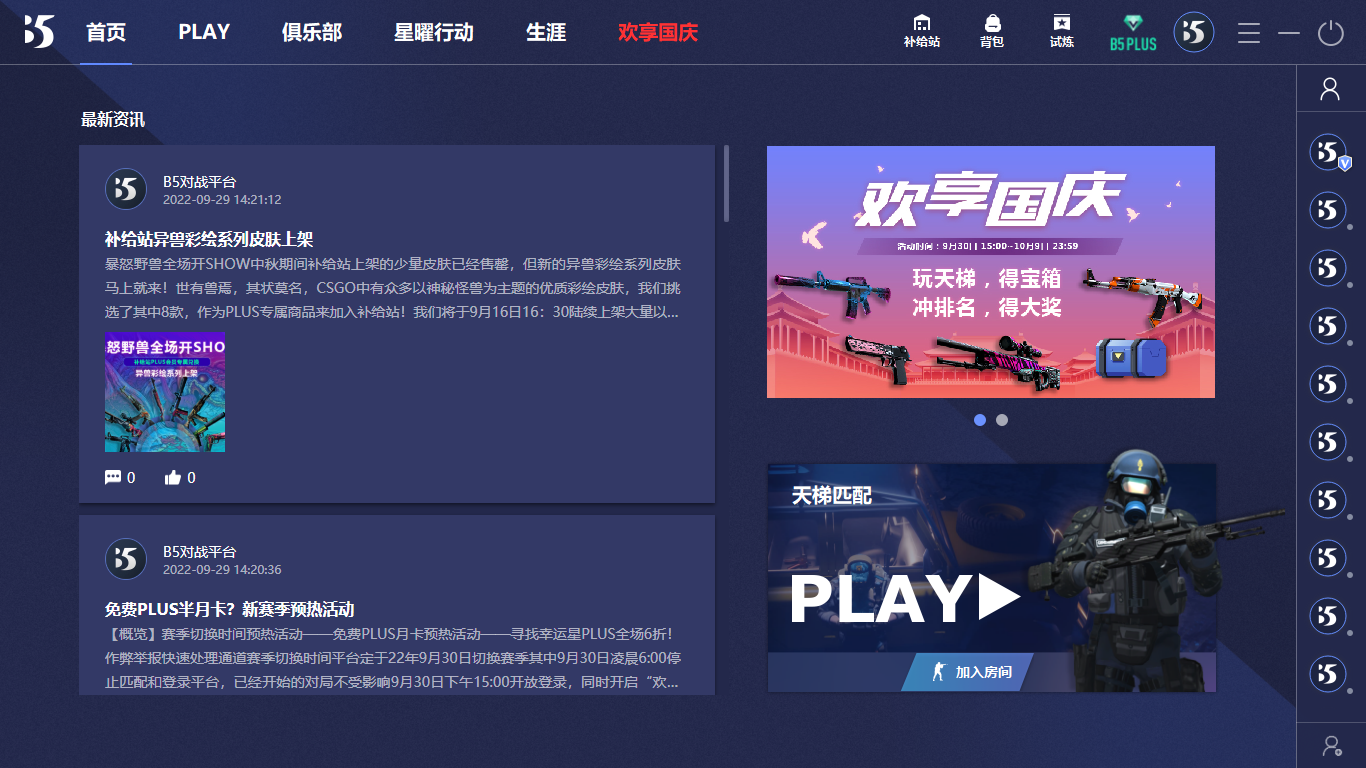 B5
首页
PLAY
俱乐部
星曜行动
生涯
欢享国庆
补给站
背包
试炼
B5PLUS
最新资讯
B5对战平台
2022-09-29 14:21:12
补给站异兽彩绘系列皮肤上架
暴怒野兽全场开SHOW中秋期间补给站上架的少量皮肤已经售罄，但新的异兽彩绘系列皮肤
马上就来！世有兽焉，其状莫名，CSGO中有众多以神秘怪兽为主题的优质彩绘皮肤，我们挑
选了其中8款，作为PLUS专属商品来加入补给站！我们将于9月16日16：30陆续上架大量以...
怒野兽全场开SHO
补给站PLUS会员专属兑换
异兽彩绘系列上架
0
0
B5对战平台
2022-09-29 14:20:36
免费PLUS半月卡？新赛季预热活动
【概览】赛季切换时间预热活动——免费PLUS月卡预热活动——寻找幸运星PLUS全场6折！
作弊举报快速处理通道赛季切换时间平台定于22年9月30日切换赛季其中9月30日凌晨6:00停
止匹配和登录平台，已经开始的对局不受影响9月30日下午15:00开放登录，同时开启“欢...
欢享国庆
活动时间：9月30日 15:00-10月9日 23:59
玩天梯，得宝箱
冲排名，得大奖
天梯匹配
PLAY
加入房间